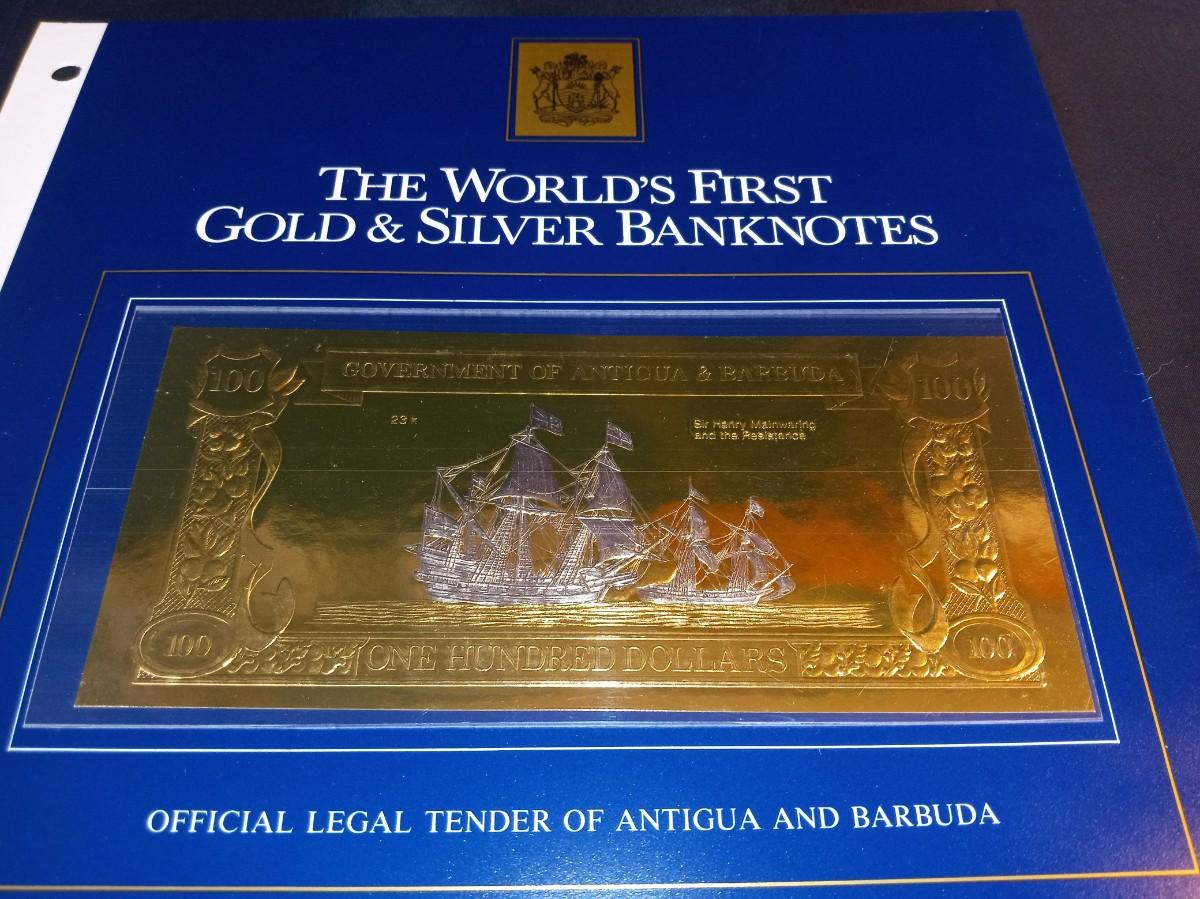 THE WORLD'S FIRST
GOLD & SILVER BANKNOTES
100
GOVERNMENT OF ANTIGUA & BARBUDA
100
23k
Sir Henry Mainwaring
and the Resistance
100
ONE HUNDRED DOLLARS
100
OFFICIAL LEGAL TENDER OF ANTIGUA AND BARBUDA